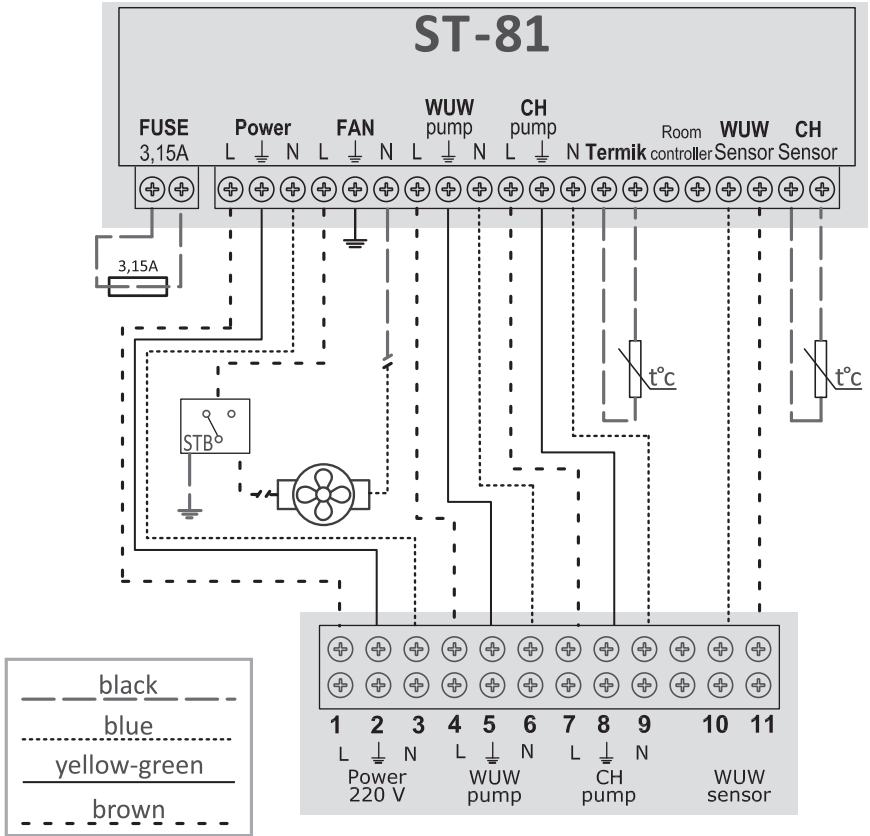 ST-81
FUSE
3,15A
Power
L ⏚ N
FAN
L ⏚ N
WUW
pump
L ⏚ N
CH
pump
L ⏚ N
Termik
Room
controller
WUW
Sensor
CH
Sensor
3,15A
STB
t°c
t°c
1 2 3 4 5 6 7 8 9 10 11
L ⏚ N L ⏚ N L ⏚ N
Power
220 V
WUW
pump
CH
pump
WUW
sensor
black
blue
yellow-green
brown